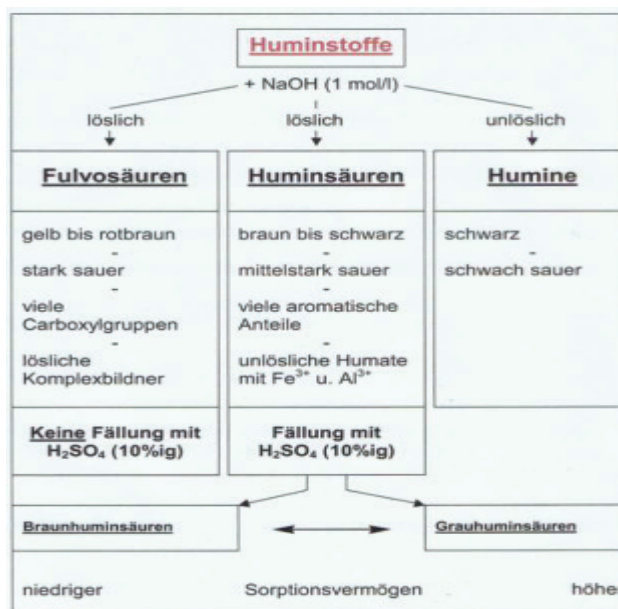 Huminstoffe
+ NaOH (1 mol/l)
löslich löslich unlöslich
Fulvosäuren Huminsäuren Humine
gelb bis rotbraun
-
stark sauer
-
viele
Carboxylgruppen
-
lösliche
Komplexbildner
braun bis schwarz
-
mittelstark sauer
-
viele aromatische
Anteile
-
unlösliche Humate
mit Fe³⁺ u. Al³⁺
schwarz
-
schwach sauer
Keine Fällung mit
H₂SO₄ (10%ig)
Fällung mit
H₂SO₄ (10%ig)
Braunhuminsäuren Grauhuminsäuren
niedriger Sorptionsvermögen höher